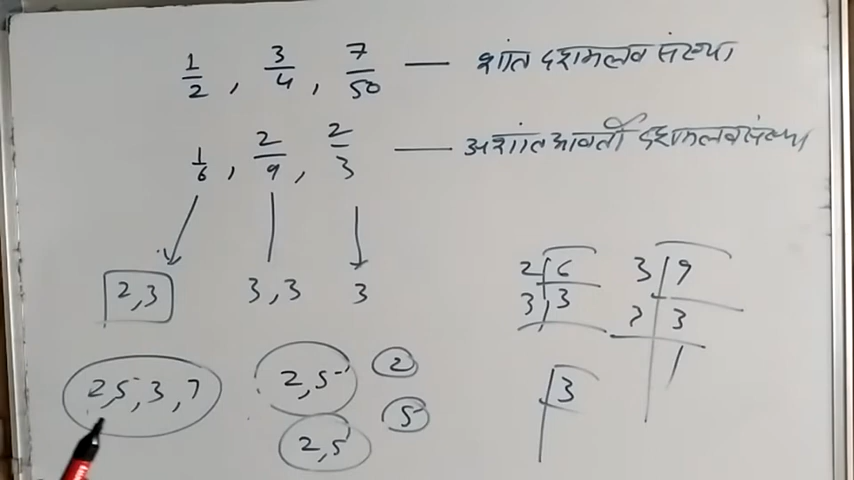 1/2 , 3/4 , 7/50 — शांत दशमलव संख्या
1/6 , 2/9 , 2/3 — अशांत आवर्ती दशमलव संख्या
2,3 3,3 3
2 | 6 3 | 9
3 | 3 3 | 3
1
2,5,3,7 2,5 2 | 3
5
2,5